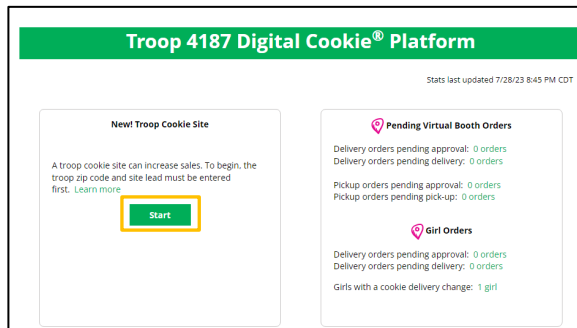 Troop 4187 Digital Cookie® Platform
Stats last updated 7/28/23 8:45 PM CDT
New! Troop Cookie Site
A troop cookie site can increase sales. To begin, the
troop zip code and site lead must be entered
first. Learn more
Start
Pending Virtual Booth Orders
Delivery orders pending approval: 0 orders
Delivery orders pending delivery: 0 orders
Pickup orders pending approval: 0 orders
Pickup orders pending pick-up: 0 orders
Girl Orders
Delivery orders pending approval: 0 orders
Delivery orders pending delivery: 0 orders
Girls with a cookie delivery change: 1 girl